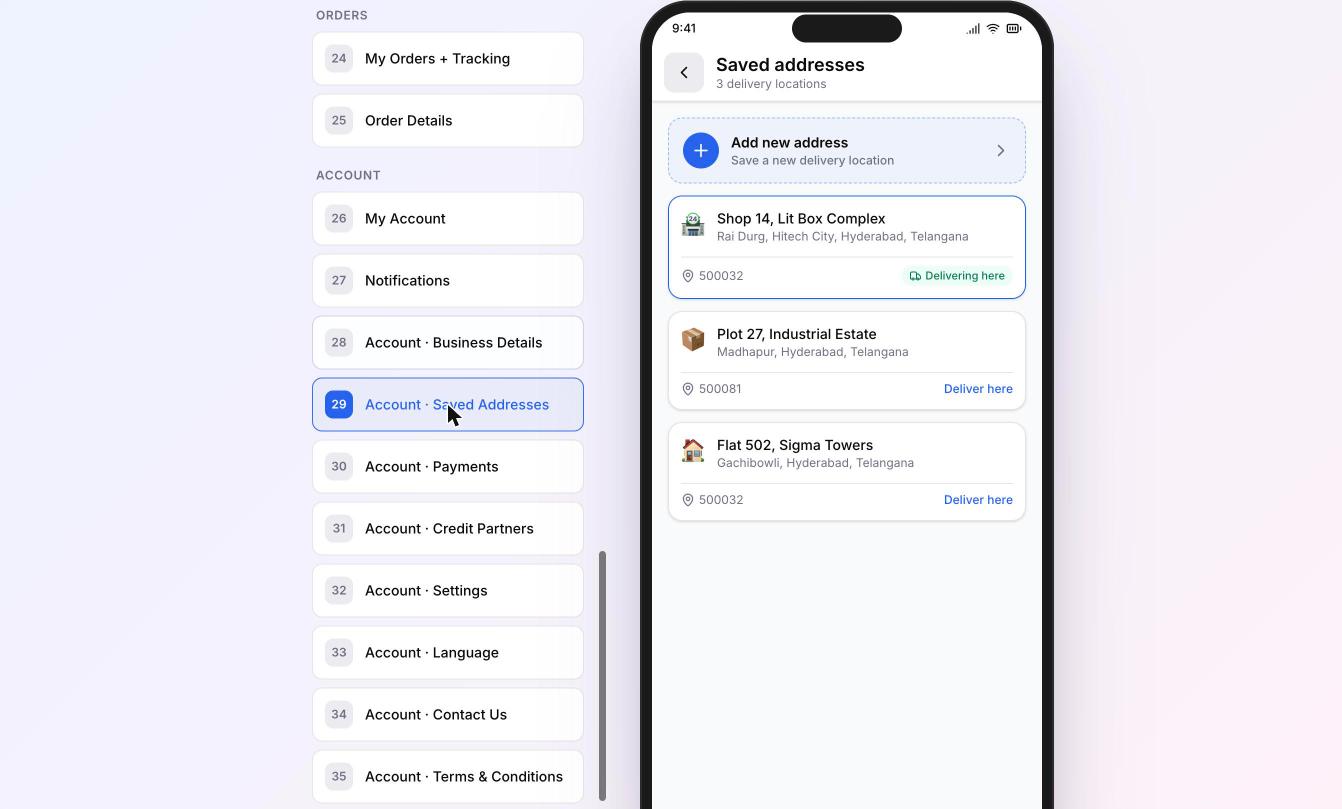 ORDERS
24 My Orders + Tracking
25 Order Details
ACCOUNT
26 My Account
27 Notifications
28 Account · Business Details
29 Account · Saved Addresses
30 Account · Payments
31 Account · Credit Partners
32 Account · Settings
33 Account · Language
34 Account · Contact Us
35 Account · Terms & Conditions
9:41
Saved addresses
3 delivery locations
Add new address
Save a new delivery location
Shop 14, Lit Box Complex
Rai Durg, Hitech City, Hyderabad, Telangana
500032 Delivering here
Plot 27, Industrial Estate
Madhapur, Hyderabad, Telangana
500081 Deliver here
Flat 502, Sigma Towers
Gachibowli, Hyderabad, Telangana
500032 Deliver here